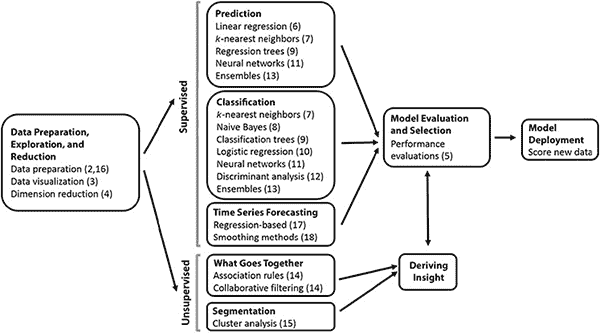 Data Preparation,
Exploration, and
Reduction
Data preparation (2,16)
Data visualization (3)
Dimension reduction (4)
Supervised
Prediction
Linear regression (6)
k-nearest neighbors (7)
Regression trees (9)
Neural networks (11)
Ensembles (13)
Classification
k-nearest neighbors (7)
Naive Bayes (8)
Classification trees (9)
Logistic regression (10)
Neural networks (11)
Discriminant analysis (12)
Ensembles (13)
Time Series Forecasting
Regression-based (17)
Smoothing methods (18)
Unsupervised
What Goes Together
Association rules (14)
Collaborative filtering (14)
Segmentation
Cluster analysis (15)
Model Evaluation
and Selection
Performance
evaluations (5)
Deriving
Insight
Model
Deployment
Score new data